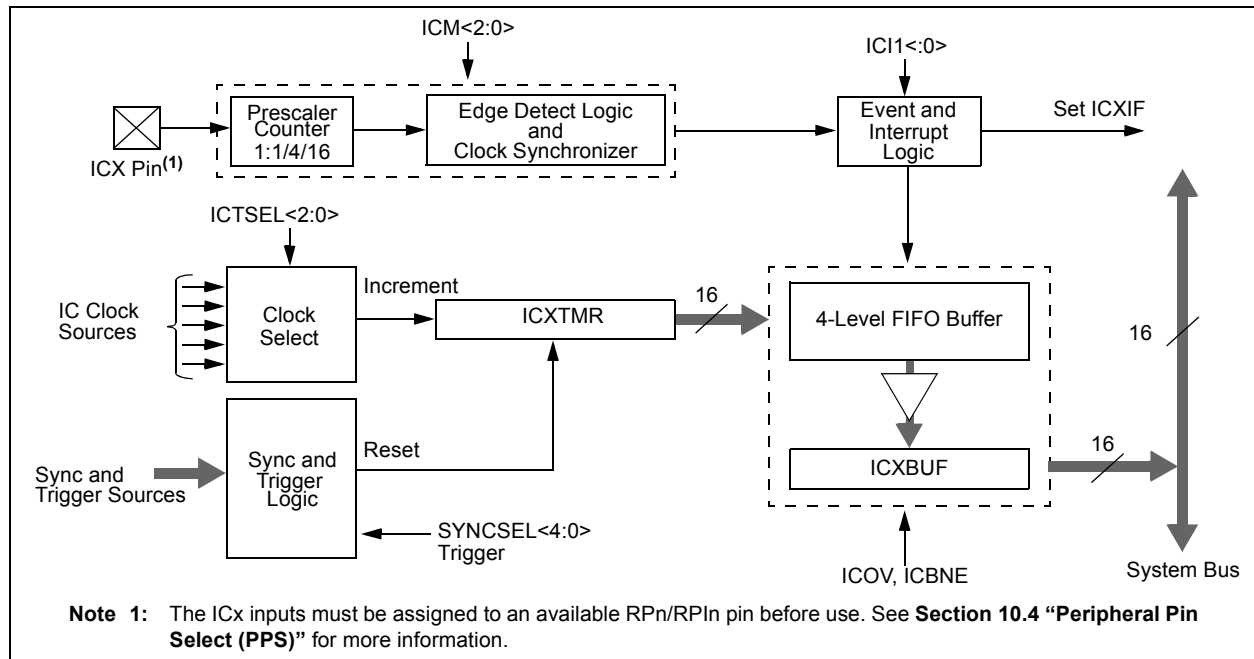 ICM<2:0>
ICI1<:0>
Prescaler
Counter
1:1/4/16
Edge Detect Logic
and
Clock Synchronizer
Event and
Interrupt
Logic
Set ICXIF
ICX Pin(1)
ICTSEL<2:0>
IC Clock
Sources
Clock
Select
Increment
ICXTMR
16
4-Level FIFO Buffer
16
Sync and
Trigger Sources
Sync and
Trigger
Logic
Reset
ICXBUF
16
SYNCSEL<4:0>
Trigger
ICOV, ICBNE
System Bus
Note 1: The ICx inputs must be assigned to an available RPn/RPIn pin before use. See Section 10.4 “Peripheral Pin
Select (PPS)” for more information.